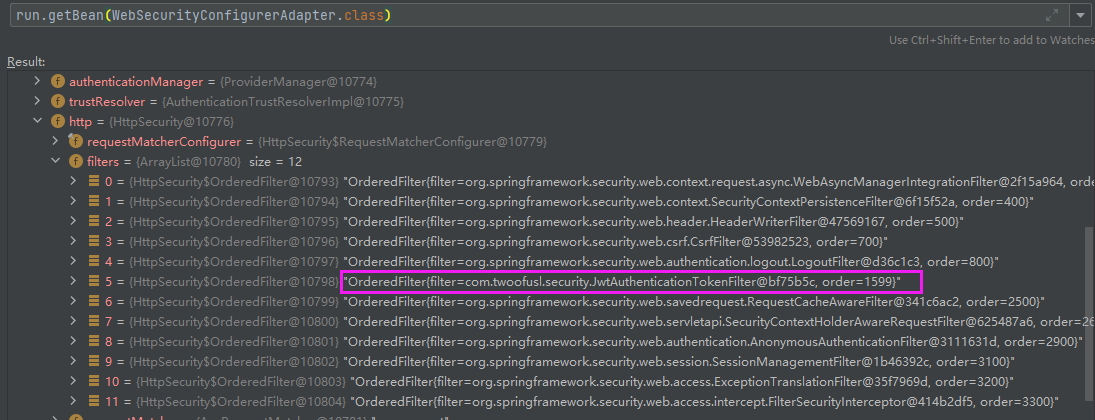 run.getBean(WebSecurityConfigurerAdapter.class)
Use Ctrl+Shift+Enter to add to Watches
Result:
f authenticationManager = {ProviderManager@10774}
f trustResolver = {AuthenticationTrustResolverImpl@10775}
f http = {HttpSecurity@10776}
f requestMatcherConfigurer = {HttpSecurity$RequestMatcherConfigurer@10779}
f filters = {ArrayList@10780} size = 12
0 = {HttpSecurity$OrderedFilter@10793} "OrderedFilter{filter=org.springframework.security.web.context.request.async.WebAsyncManagerIntegrationFilter@2f15a964, orde
1 = {HttpSecurity$OrderedFilter@10794} "OrderedFilter{filter=org.springframework.security.web.context.SecurityContextPersistenceFilter@6f15f52a, order=400}"
2 = {HttpSecurity$OrderedFilter@10795} "OrderedFilter{filter=org.springframework.security.web.header.HeaderWriterFilter@47569167, order=500}"
3 = {HttpSecurity$OrderedFilter@10796} "OrderedFilter{filter=org.springframework.security.web.csrf.CsrfFilter@53982523, order=700}"
4 = {HttpSecurity$OrderedFilter@10797} "OrderedFilter{filter=org.springframework.security.web.authentication.logout.LogoutFilter@d36c1c3, order=800}"
5 = {HttpSecurity$OrderedFilter@10798} "OrderedFilter{filter=com.twoofusl.security.JwtAuthenticationTokenFilter@bf75b5c, order=1599}"
6 = {HttpSecurity$OrderedFilter@10799} "OrderedFilter{filter=org.springframework.security.web.savedrequest.RequestCacheAwareFilter@341c6ac2, order=2500}"
7 = {HttpSecurity$OrderedFilter@10800} "OrderedFilter{filter=org.springframework.security.web.servletapi.SecurityContextHolderAwareRequestFilter@625487a6, order=26
8 = {HttpSecurity$OrderedFilter@10801} "OrderedFilter{filter=org.springframework.security.web.authentication.AnonymousAuthenticationFilter@3111631d, order=2900}"
9 = {HttpSecurity$OrderedFilter@10802} "OrderedFilter{filter=org.springframework.security.web.session.SessionManagementFilter@1b46392c, order=3100}"
10 = {HttpSecurity$OrderedFilter@10803} "OrderedFilter{filter=org.springframework.security.web.access.ExceptionTranslationFilter@35f7969d, order=3200}"
11 = {HttpSecurity$OrderedFilter@10804} "OrderedFilter{filter=org.springframework.security.web.access.intercept.FilterSecurityInterceptor@414b2df5, order=3300}"